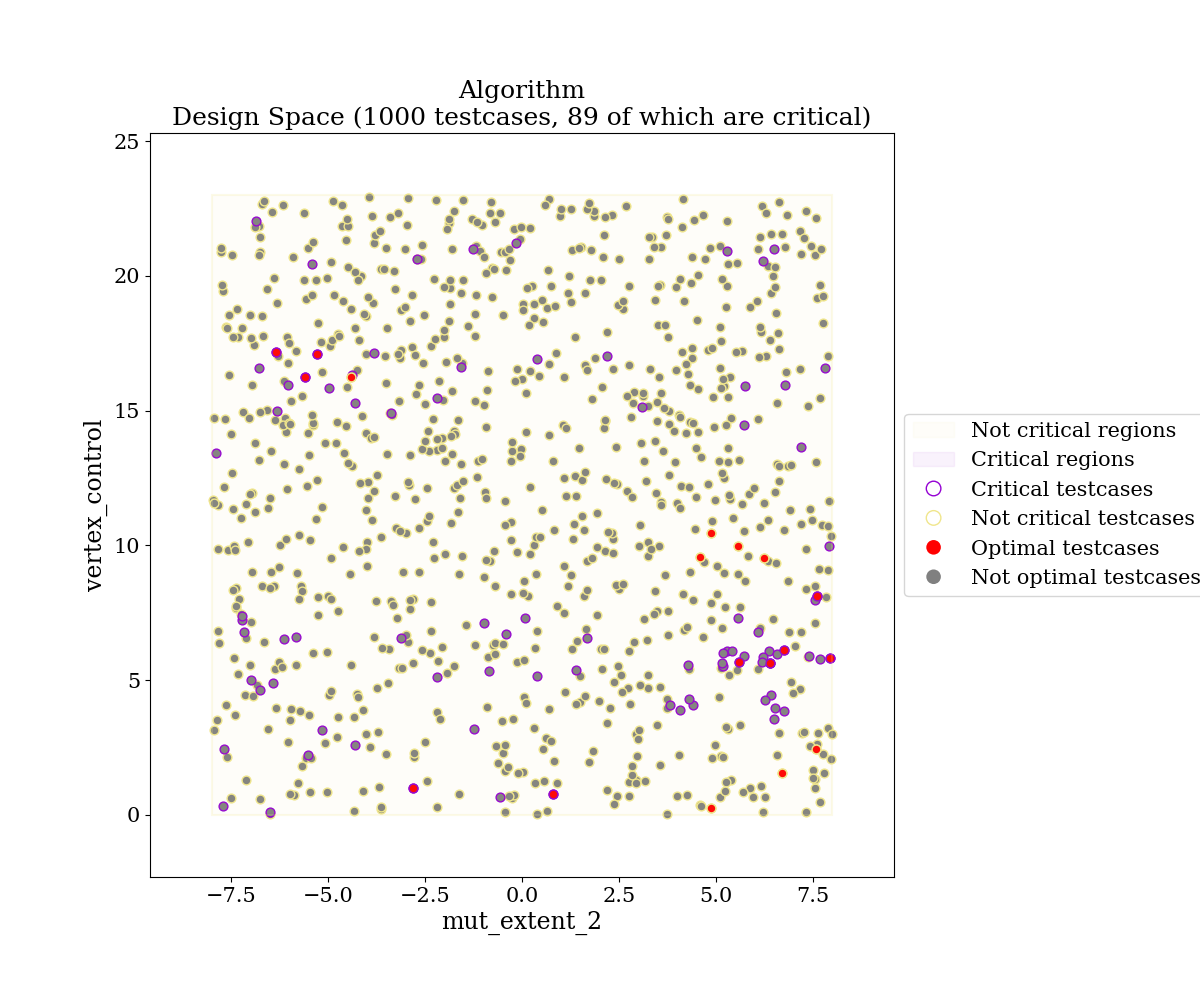 Algorithm
Design Space (1000 testcases, 89 of which are critical)
25
20
15
10
5
0
−7.5
−5.0
−2.5
0.0
2.5
5.0
7.5
mut_extent_2
vertex_control
Not critical regions
Critical regions
Critical testcases
Not critical testcases
Optimal testcases
Not optimal testcases